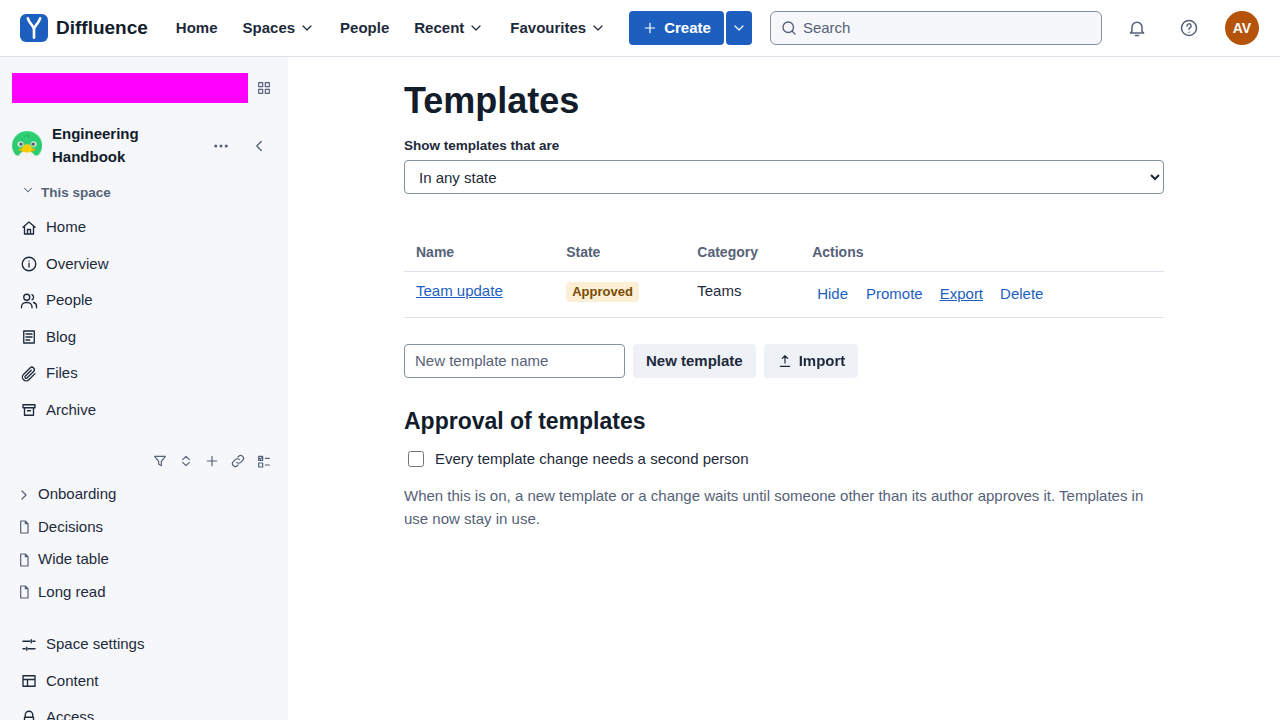 Diffluence
Home
Spaces
People
Recent
Favourites
Create
Search
AV
Engineering
Handbook
This space
Home
Overview
People
Blog
Files
Archive
Onboarding
Decisions
Wide table
Long read
Space settings
Content
Access
Templates
Show templates that are
In any state
Name State Category Actions
Team update Approved Teams Hide Promote Export Delete
New template name New template Import
Approval of templates
Every template change needs a second person
When this is on, a new template or a change waits until someone other than its author approves it. Templates in
use now stay in use.